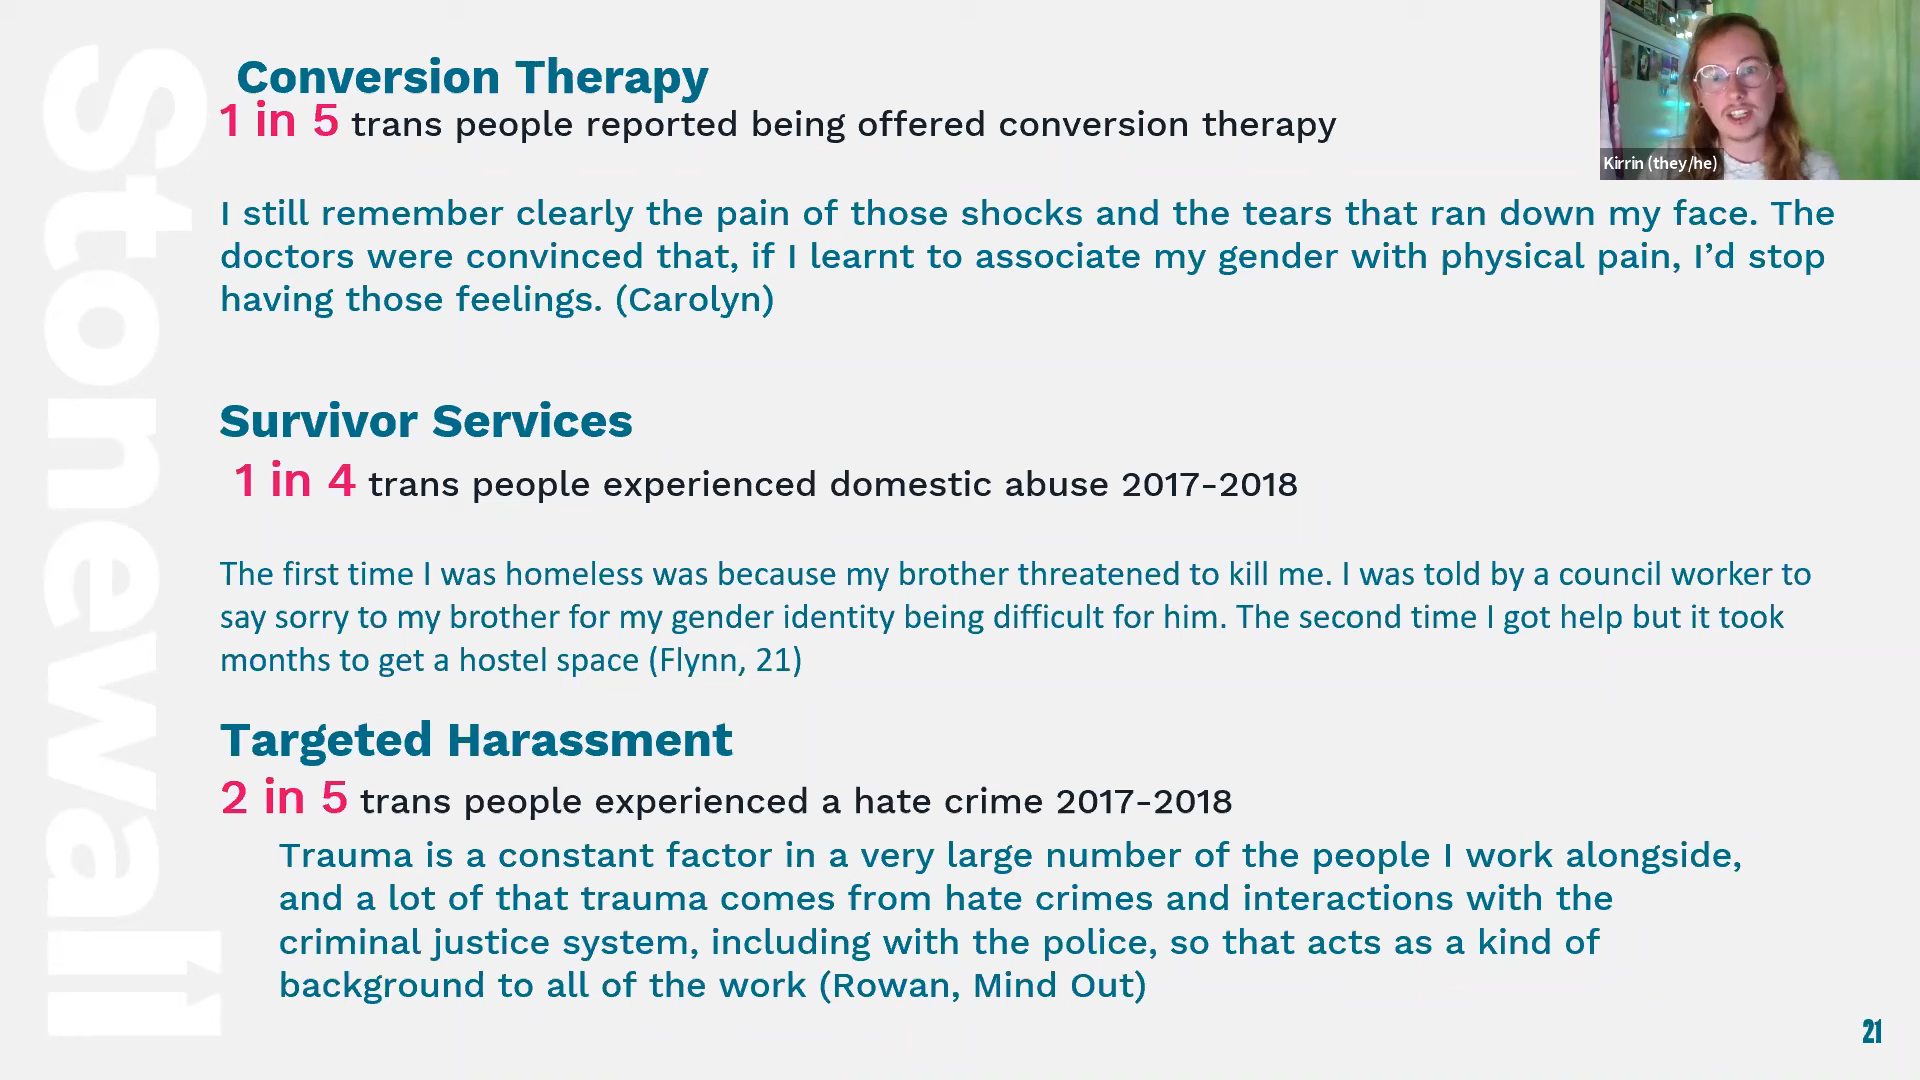 Stonewall
Conversion Therapy
1 in 5 trans people reported being offered conversion therapy
Kirrin (they/he)
I still remember clearly the pain of those shocks and the tears that ran down my face. The
doctors were convinced that, if I learnt to associate my gender with physical pain, I’d stop
having those feelings. (Carolyn)
Survivor Services
1 in 4 trans people experienced domestic abuse 2017-2018
The first time I was homeless was because my brother threatened to kill me. I was told by a council worker to
say sorry to my brother for my gender identity being difficult for him. The second time I got help but it took
months to get a hostel space (Flynn, 21)
Targeted Harassment
2 in 5 trans people experienced a hate crime 2017-2018
Trauma is a constant factor in a very large number of the people I work alongside,
and a lot of that trauma comes from hate crimes and interactions with the
criminal justice system, including with the police, so that acts as a kind of
background to all of the work (Rowan, Mind Out)
21